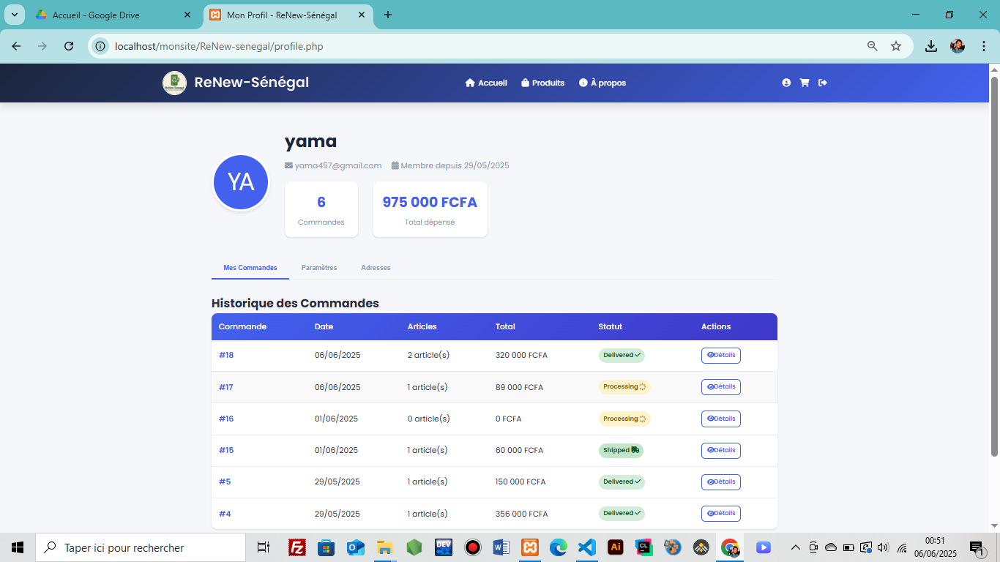 Accueil - Google Drive
Mon Profil - ReNew-Sénégal
localhost/monsite/ReNew-senegal/profile.php
ReNew-Sénégal
Accueil Produits À propos
yama
yama457@gmail.com Membre depuis 29/05/2025
YA
6 975 000 FCFA
Commandes Total dépensé
Mes Commandes Paramètres Adresses
Historique des Commandes
Commande Date Articles Total Statut Actions
#18 06/06/2025 2 article(s) 320 000 FCFA Delivered Détails
#17 06/06/2025 1 article(s) 89 000 FCFA Processing Détails
#16 01/06/2025 0 article(s) 0 FCFA Processing Détails
#15 01/06/2025 1 article(s) 60 000 FCFA Shipped Détails
#5 29/05/2025 1 article(s) 150 000 FCFA Delivered Détails
#4 29/05/2025 1 article(s) 356 000 FCFA Delivered Détails
Taper ici pour rechercher
FZ
DEV
W
Ai
CL
00:51
06/06/2025
1